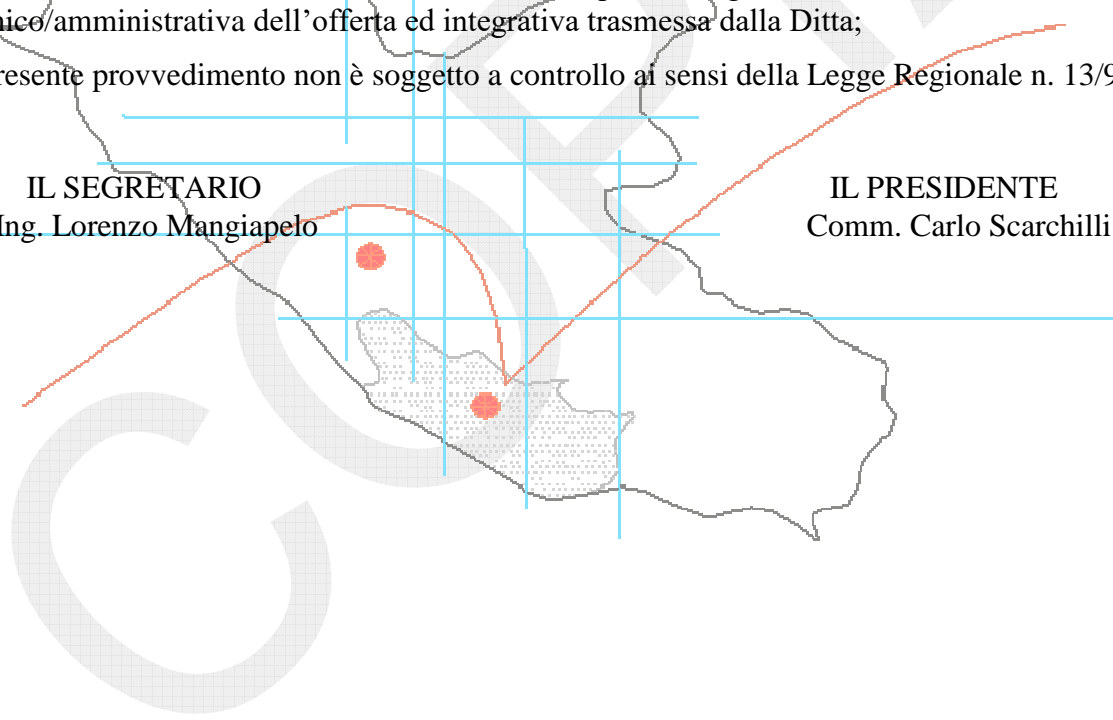 nico/amministrativa dell’offerta ed integrativa trasmessa dalla Ditta;
resente provvedimento non è soggetto a controllo ai sensi della Legge Regionale n. 13/9
IL SEGRETARIO
Ing. Lorenzo Mangiapelo
IL PRESIDENTE
Comm. Carlo Scarchilli